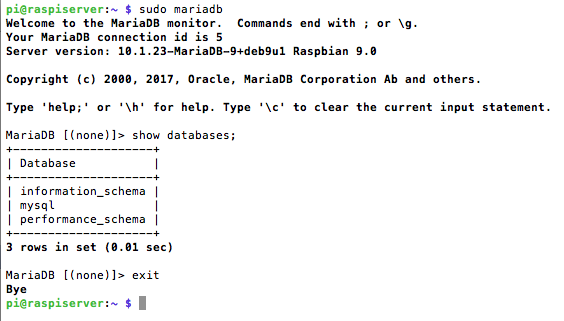 pi@raspiserver:~ $ sudo mariadb
Welcome to the MariaDB monitor.  Commands end with ; or \g.
Your MariaDB connection id is 5
Server version: 10.1.23-MariaDB-9+deb9u1 Raspbian 9.0

Copyright (c) 2000, 2017, Oracle, MariaDB Corporation Ab and others.

Type 'help;' or '\h' for help. Type '\c' to clear the current input statement.

MariaDB [(none)]> show databases;
+--------------------+
| Database           |
+--------------------+
| information_schema |
| mysql              |
| performance_schema |
+--------------------+
3 rows in set (0.01 sec)

MariaDB [(none)]> exit
Bye
pi@raspiserver:~ $